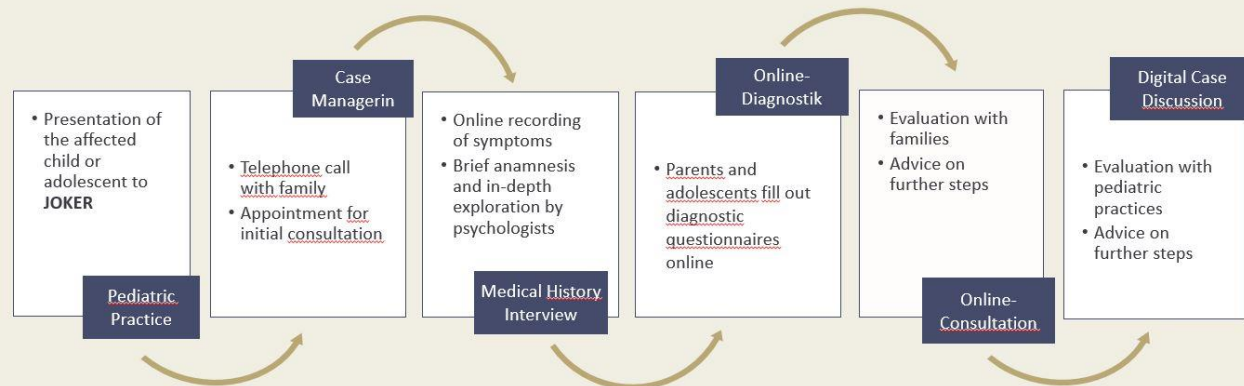 Pediatric
Practice
• Presentation of
the affected
child or
adolescent to
JOKER
Case
Managerin
• Telephone call
with family
• Appointment for
initial consultation
Medical History
Interview
• Online recording
of symptoms
• Brief anamnesis
and in-depth
exploration by
psychologists
Online-
Diagnostik
• Parents and
adolescents fill out
diagnostic
questionnaires
online
Online-
Consultation
• Evaluation with
families
• Advice on
further steps
Digital Case
Discussion
• Evaluation with
pediatric
practices
• Advice on
further steps